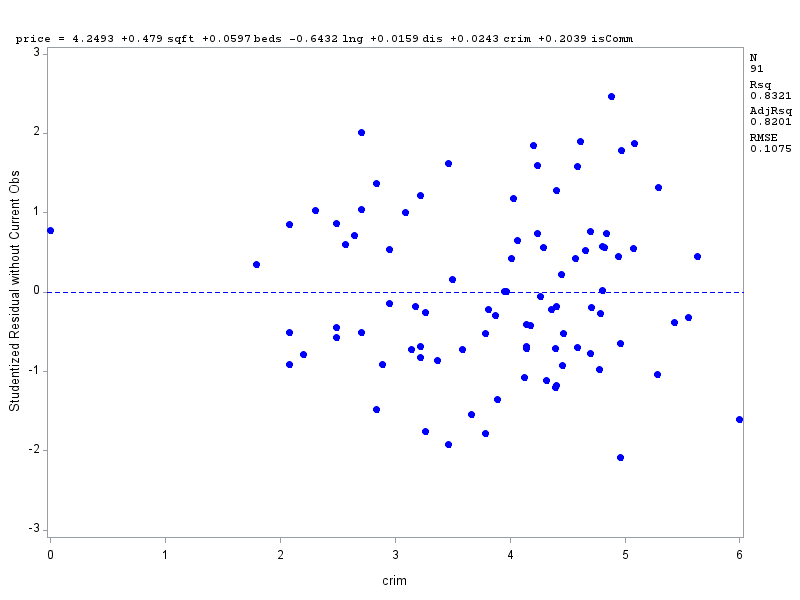 price = 4.2493 +0.479 sqft +0.0597 beds -0.6432 lng +0.0159 dis +0.0243 crim +0.2039 isComm
3
2
1
0
-1
-2
-3
Studentized Residual without Current Obs
0 1 2 3 4 5 6
crim
N
91
Rsq
0.8321
AdjRsq
0.8201
RMSE
0.1075